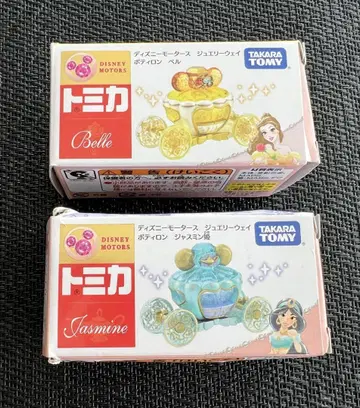 DISNEY
MOTORS
トミカ
Belle
ディズニーモータース ジュエリーウェイ
ポティロン ベル
TAKARA
TOMY
DISNEY
MOTORS
トミカ
Jasmine
ディズニーモータース ジュエリーウェイ
ポティロン ジャスミン姫
TAKARA
TOMY